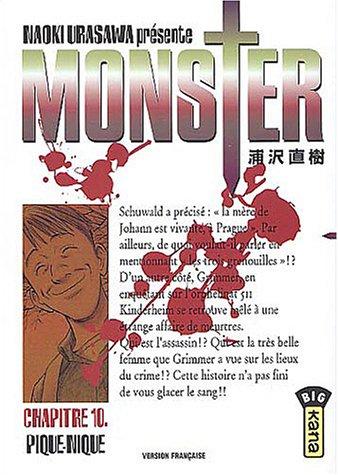 NAOKI URASAWA présente
MONSTER
浦沢直樹
Schuwald a précisé : « la mère de
Johann est vivante, à Prague ». Par
ailleurs, de quoi voulait-il parler en
mentionnant « les trois grenouilles » !?
D'un autre côté, Grimmer, en
enquêtant sur l'orphelinat 511
Kinderheim se retrouve mêlé à une
étrange affaire de meurtres.
Qui est l'assassin!? Qui est la très belle
femme que Grimmer a vue sur les lieux
du crime!? Cette histoire n'a pas fini
de vous glacer le sang!!
CHAPITRE 10.
PIQUE-NIQUE
VERSION FRANÇAISE
BIG
kana